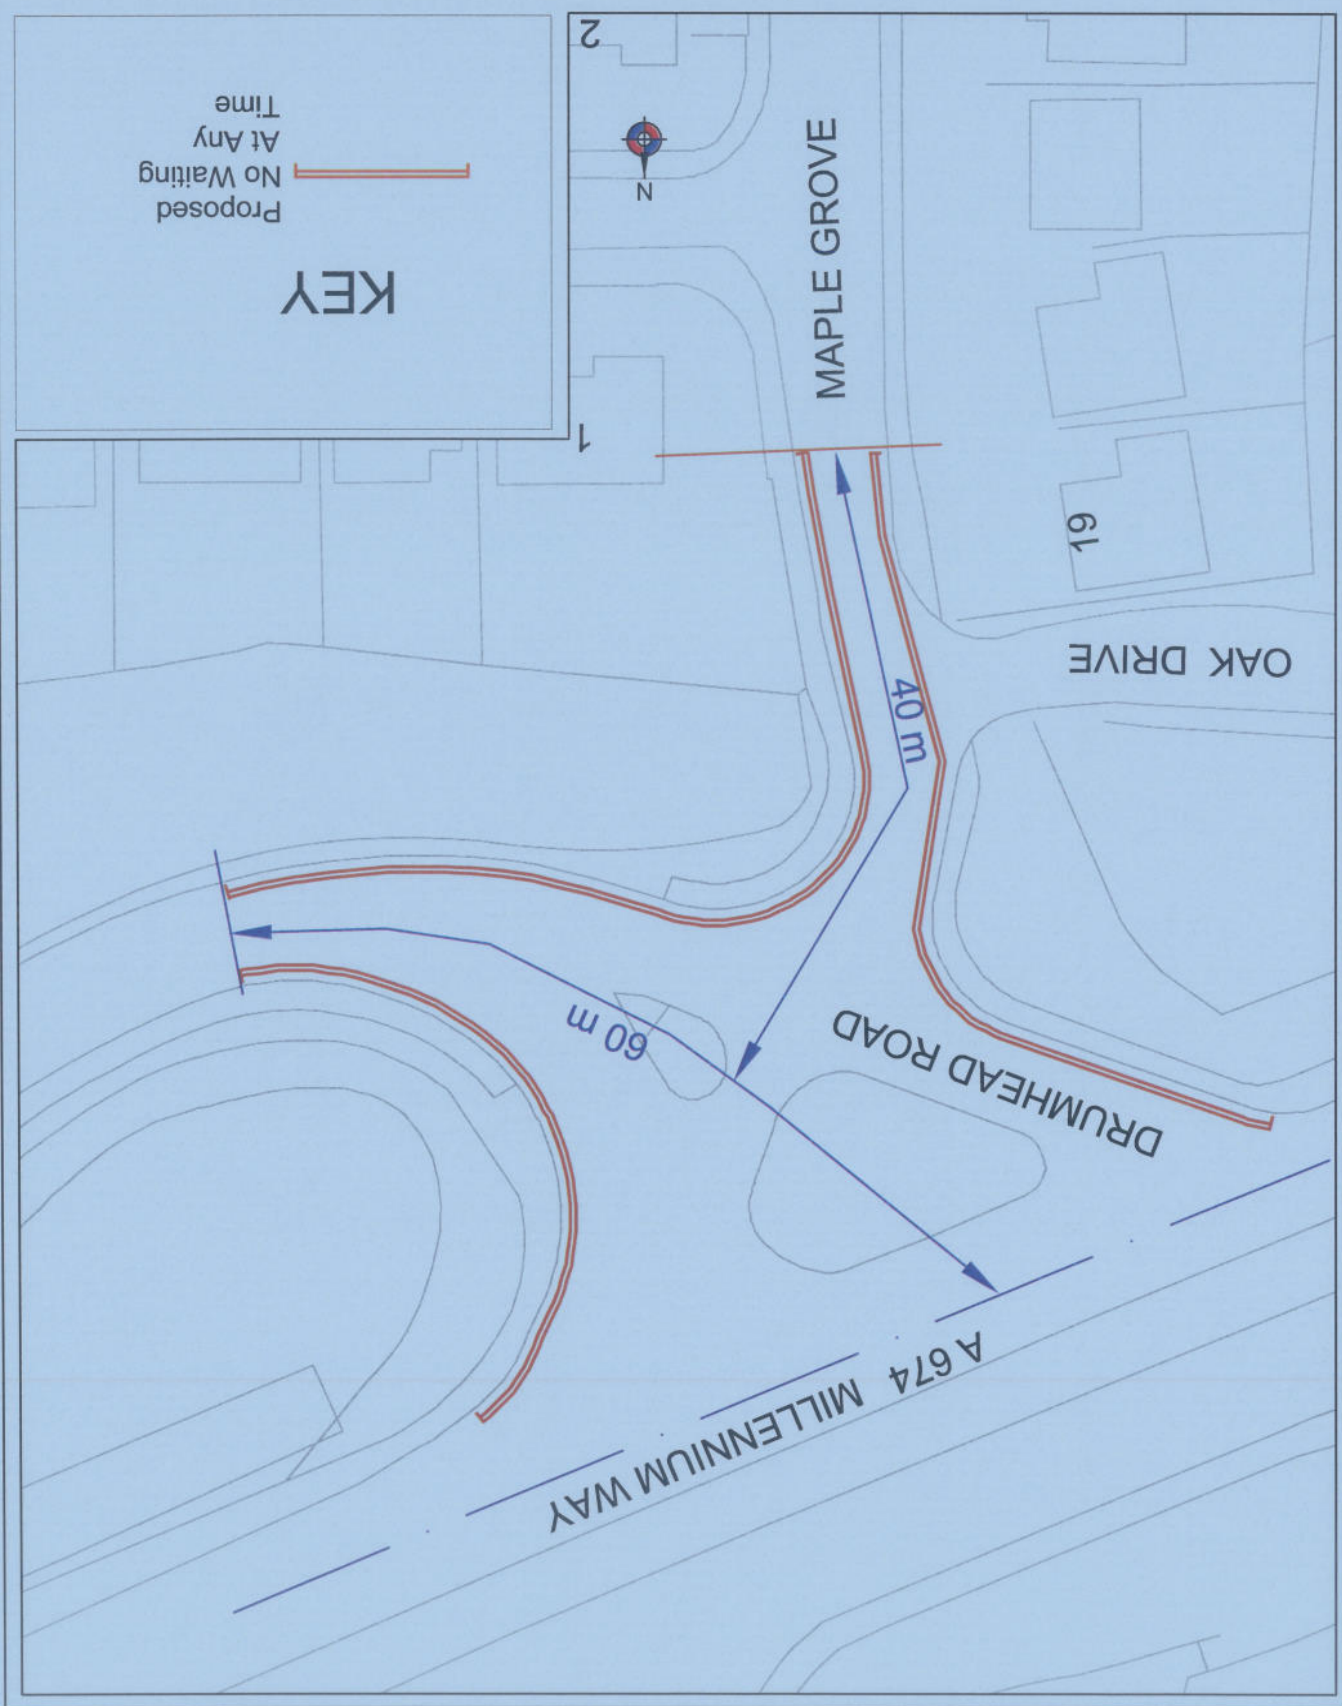 A 674 MILLENNIUM WAY
DRUMHEAD ROAD
60 m
40 m
OAK DRIVE
19
MAPLE GROVE
1
2
N
KEY
Proposed
No Waiting
At Any
Time